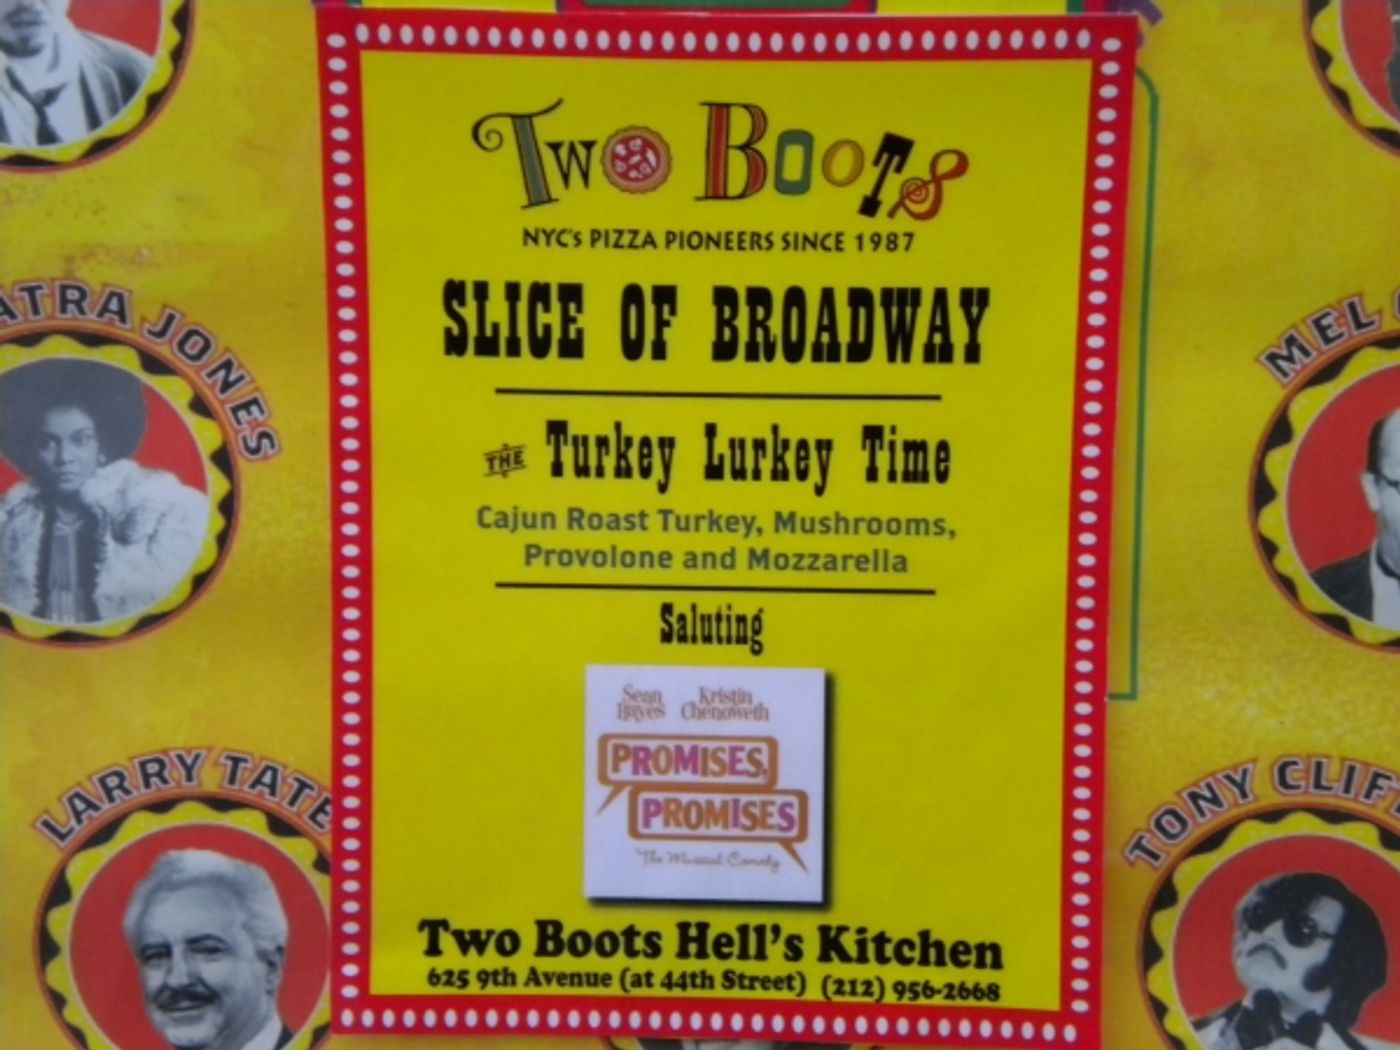 Two Boots
NYC's PIZZA PIONEERS SINCE 1987
SLICE OF BROADWAY
THE Turkey Lurkey Time
Cajun Roast Turkey, Mushrooms,
Provolone and Mozzarella
Saluting
Sean Kristin
Hayes Chenoweth
PROMISES,
PROMISES
The Musical Comedy
Two Boots Hell's Kitchen
625 9th Avenue (at 44th Street) (212) 956-2668
ATRA JONES
MEL
LARRY TATE
TONY CLIF